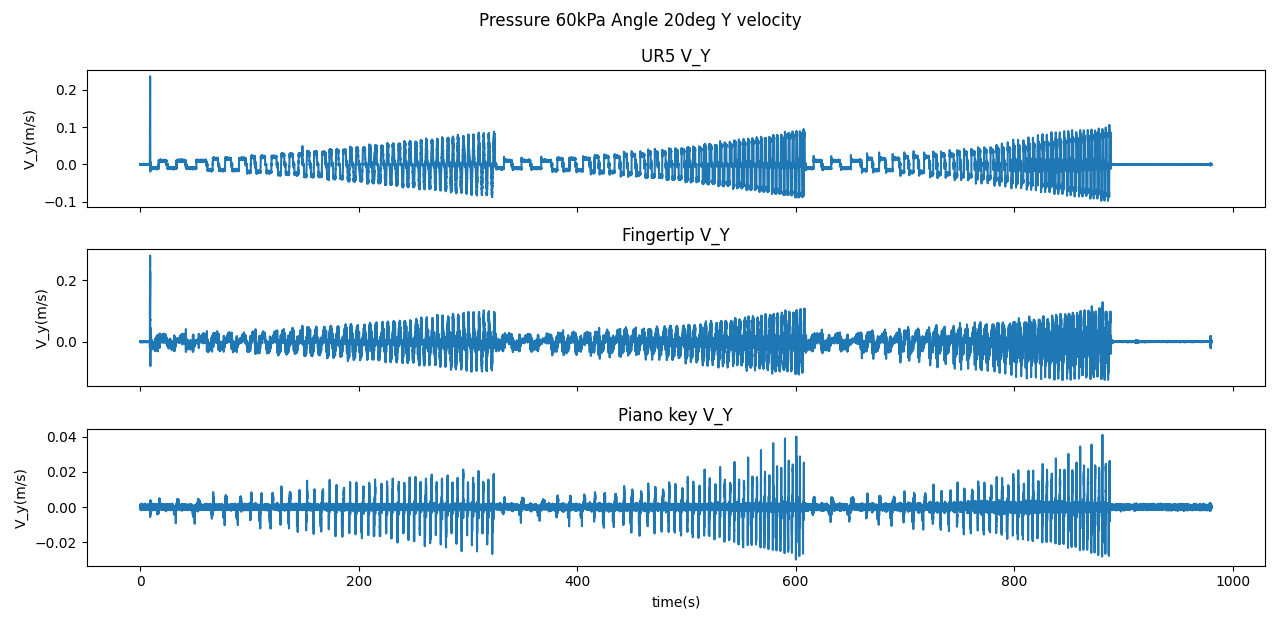 Pressure 60kPa Angle 20deg Y velocity
UR5 V_Y
V_y(m/s)
0.2
0.1
0.0
−0.1
Fingertip V_Y
V_y(m/s)
0.2
0.0
Piano key V_Y
V_y(m/s)
0.04
0.02
0.00
−0.02
0 200 400 600 800 1000
time(s)